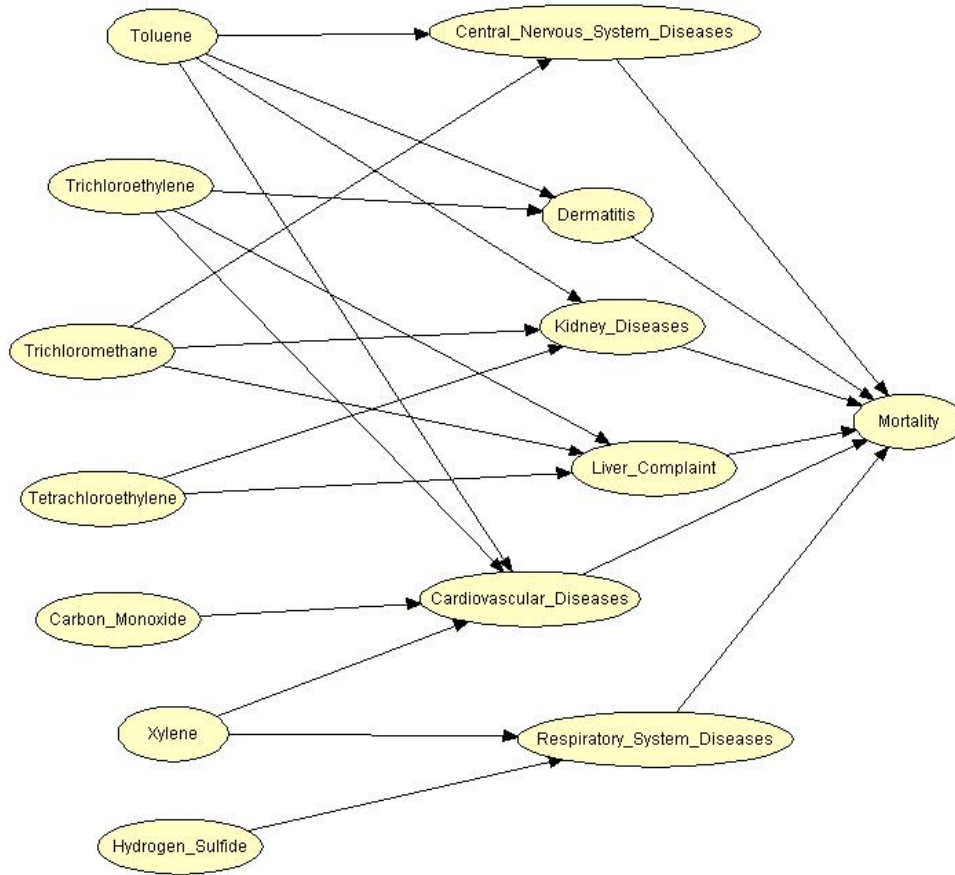 Toluene
Central_Nervous_System_Diseases
Trichloroethylene
Dermatitis
Trichloromethane
Kidney_Diseases
Mortality
Tetrachloroethylene
Liver_Complaint
Carbon_Monoxide
Cardiovascular_Diseases
Xylene
Respiratory_System_Diseases
Hydrogen_Sulfide